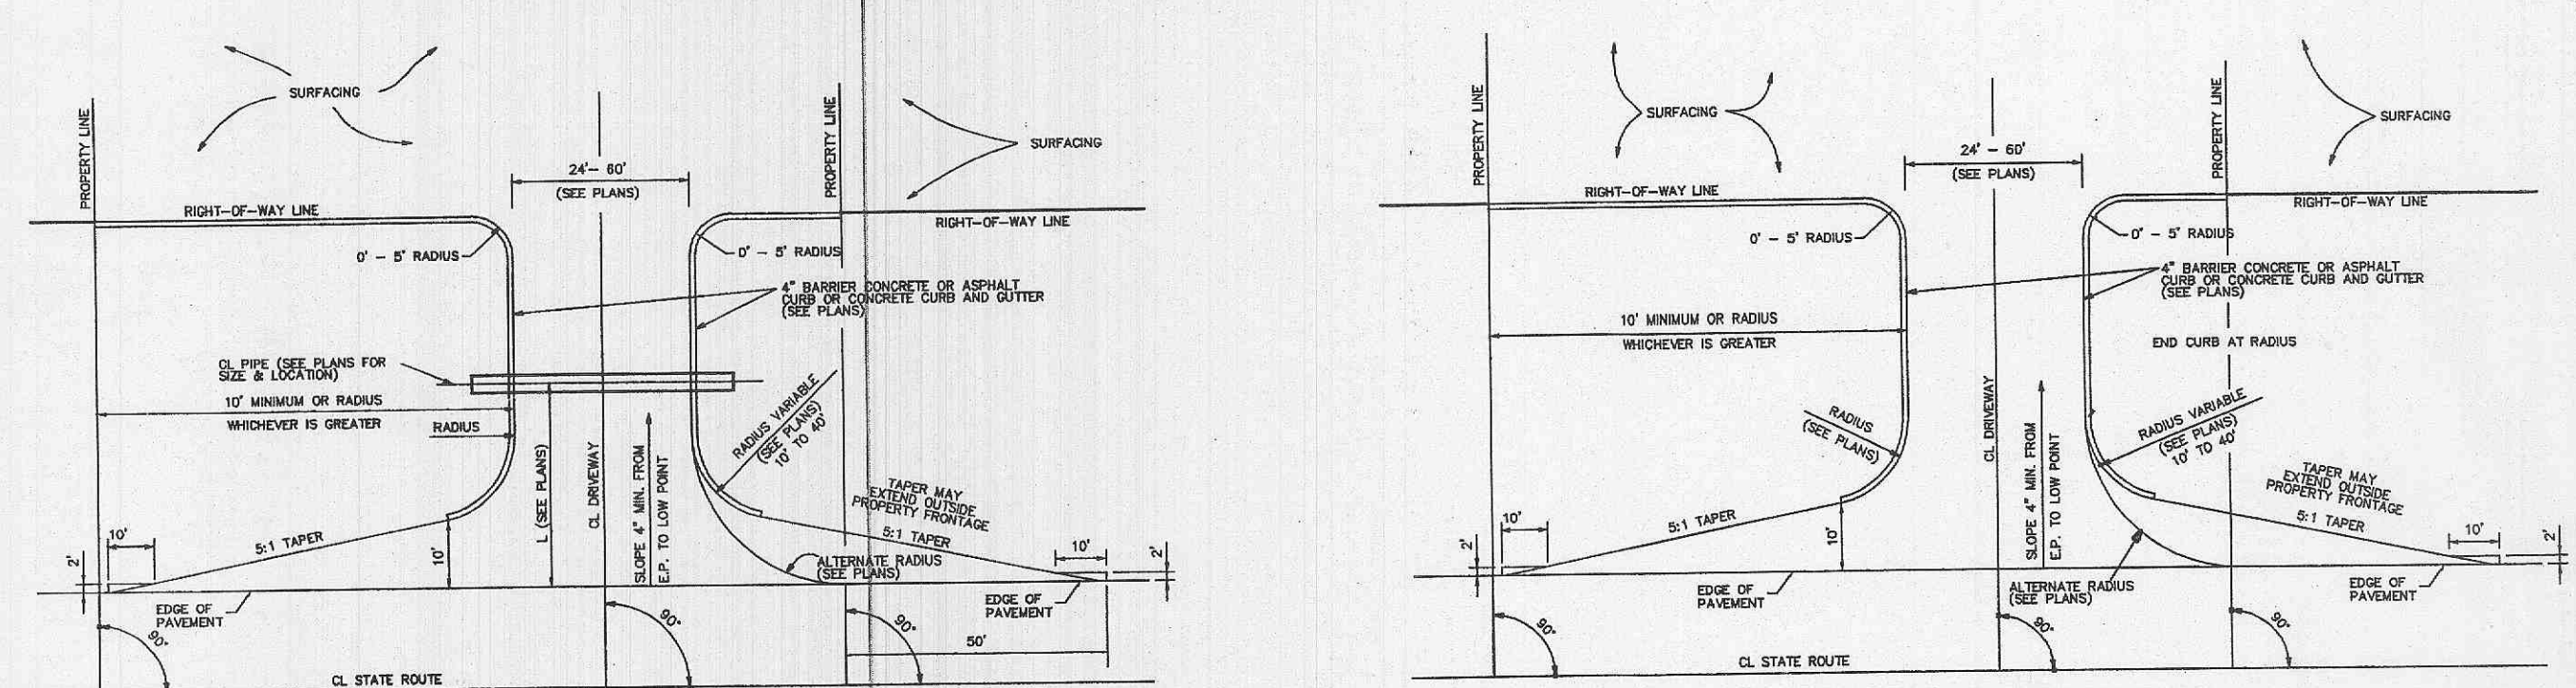 SURFACING
PROPERTY LINE
24'- 60'
(SEE PLANS)
PROPERTY LINE
SURFACING
RIGHT-OF-WAY LINE
RIGHT-OF-WAY LINE
0' - 5' RADIUS
0' - 5' RADIUS
4" BARRIER CONCRETE OR ASPHALT
CURB OR CONCRETE CURB AND GUTTER
(SEE PLANS)
CL PIPE (SEE PLANS FOR
SIZE & LOCATION)
10' MINIMUM OR RADIUS
WHICHEVER IS GREATER
RADIUS
RADIUS VARIABLE
(SEE PLANS)
10' TO 40'
L (SEE PLANS)
CL DRIVEWAY
SLOPE 4" MIN. FROM
E.P. TO LOW POINT
TAPER MAY
EXTEND OUTSIDE
PROPERTY FRONTAGE
5:1 TAPER
10'
5:1 TAPER
10'
10'
2'
2'
ALTERNATE RADIUS
(SEE PLANS)
EDGE OF
PAVEMENT
EDGE OF
PAVEMENT
90°
90°
90°
50'
CL STATE ROUTE
SURFACING
PROPERTY LINE
24' - 60'
(SEE PLANS)
PROPERTY LINE
SURFACING
RIGHT-OF-WAY LINE
RIGHT-OF-WAY LINE
0' - 5' RADIUS
0' - 5' RADIUS
4" BARRIER CONCRETE OR ASPHALT
CURB OR CONCRETE CURB AND GUTTER
(SEE PLANS)
10' MINIMUM OR RADIUS
WHICHEVER IS GREATER
END CURB AT RADIUS
RADIUS
(SEE PLANS)
CL DRIVEWAY
SLOPE 4" MIN. FROM
E.P. TO LOW POINT
RADIUS VARIABLE
(SEE PLANS)
10' TO 40'
TAPER MAY
EXTEND OUTSIDE
PROPERTY FRONTAGE
5:1 TAPER
10'
5:1 TAPER
10'
10'
2'
2'
EDGE OF
PAVEMENT
ALTERNATE RADIUS
(SEE PLANS)
EDGE OF
PAVEMENT
90°
90°
90°
CL STATE ROUTE